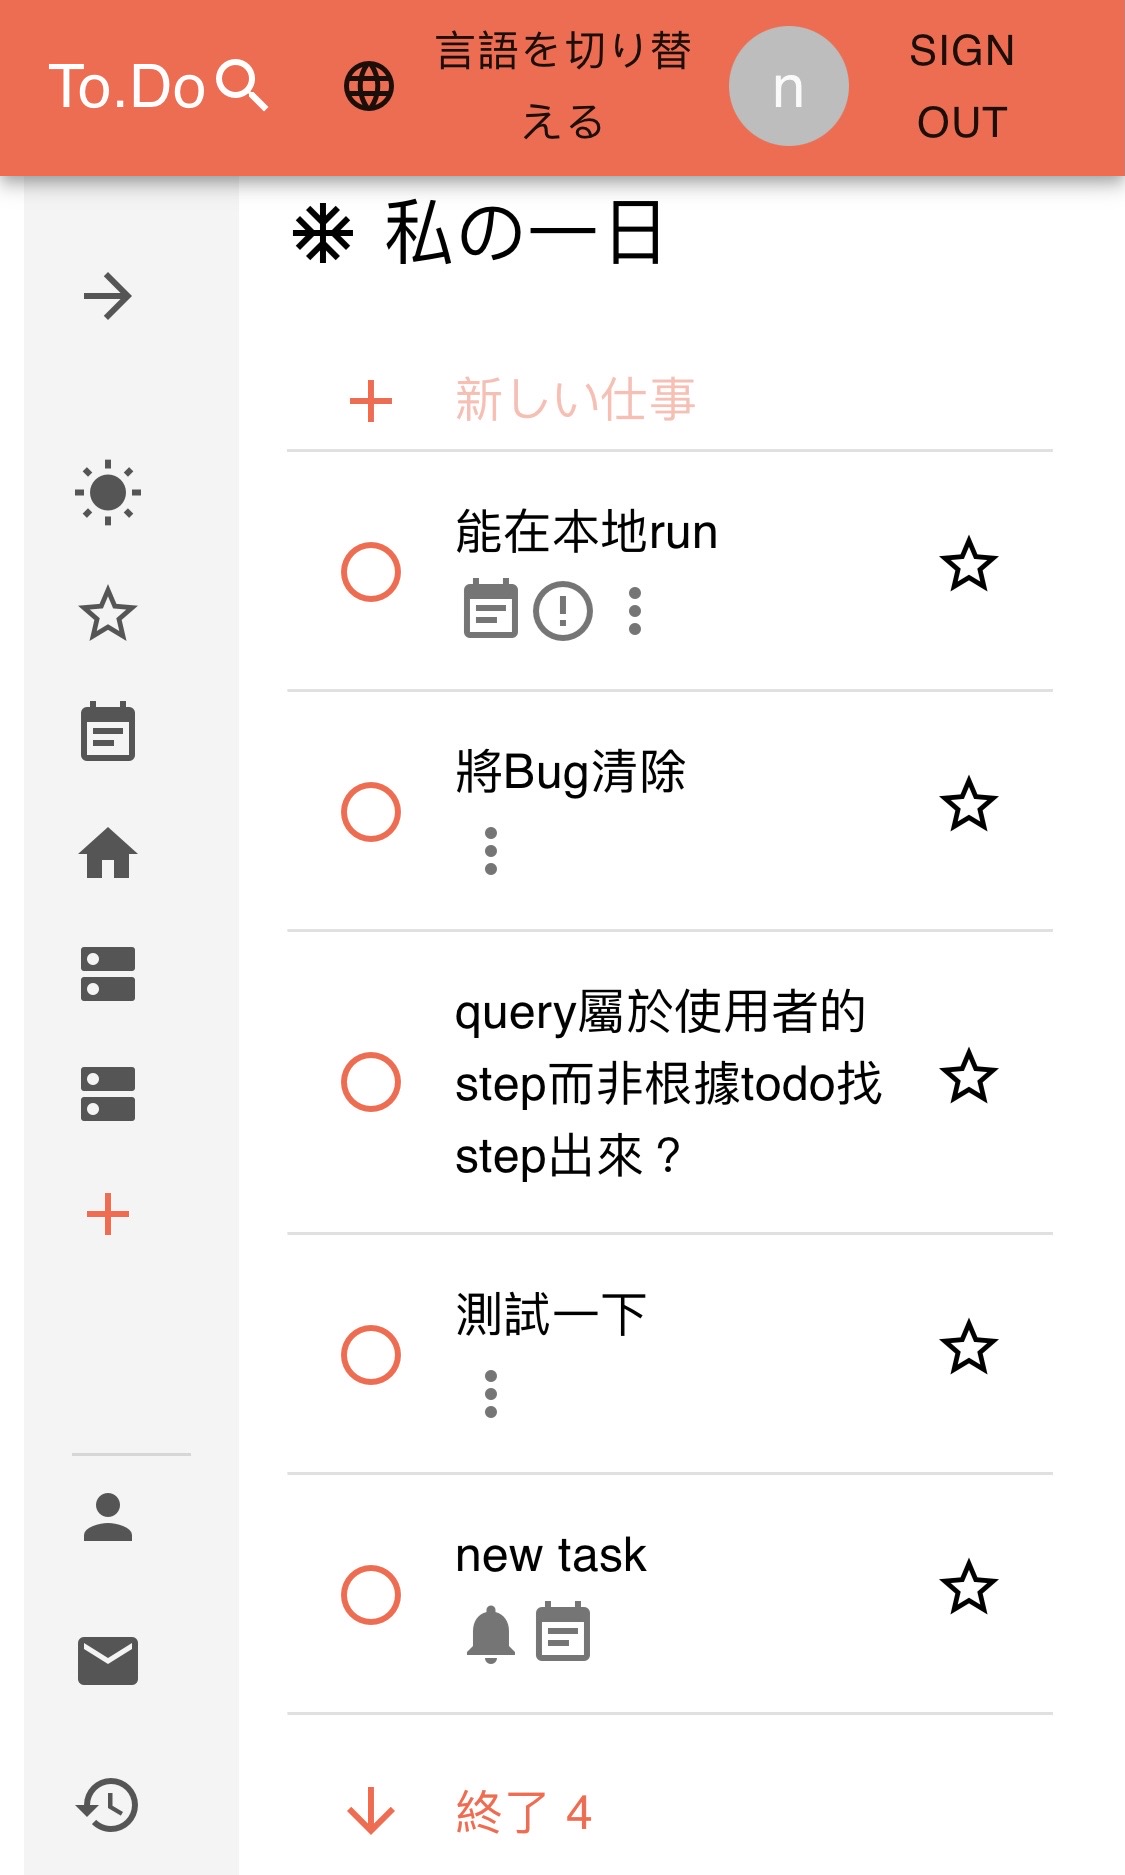 To.Do
言語を切り替
える
n
SIGN
OUT
私の一日
新しい仕事
能在本地run
將Bug清除
query屬於使用者的
step而非根據todo找
step出來？
測試一下
new task
終了 4